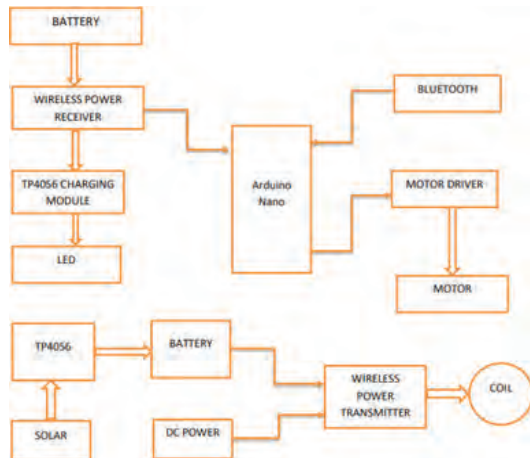 BATTERY
WIRELESS POWER
RECEIVER
TP4056 CHARGING
MODULE
LED
BLUETOOTH
Arduino
Nano
MOTOR DRIVER
MOTOR
TP4056
BATTERY
SOLAR
DC POWER
WIRELESS
POWER
TRANSMITTER
COIL